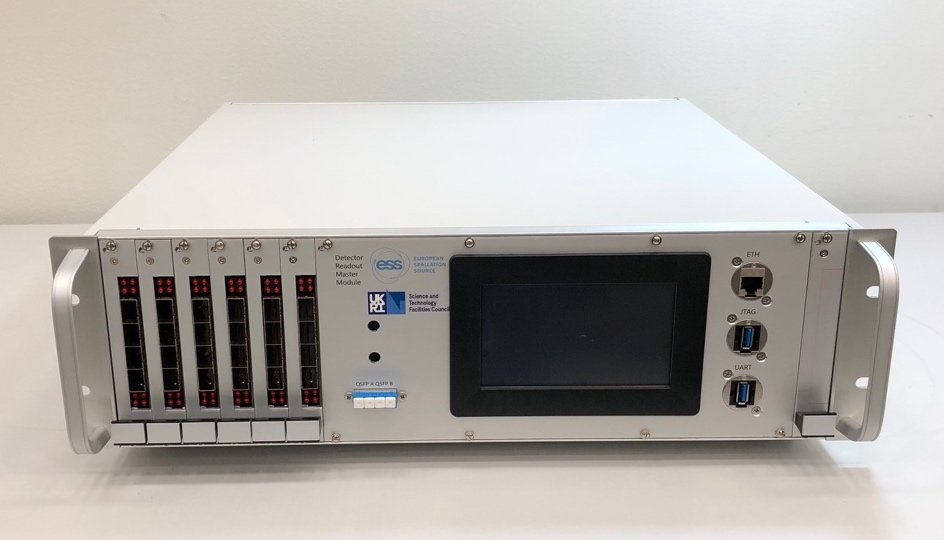 Detector
Readout
Master
Module
ess
EUROPEAN
SPALLATION
SOURCE
UK
RI
Science and
Technology
Facilities Council
QSFP A QSFP B
ETH
JTAG
UART